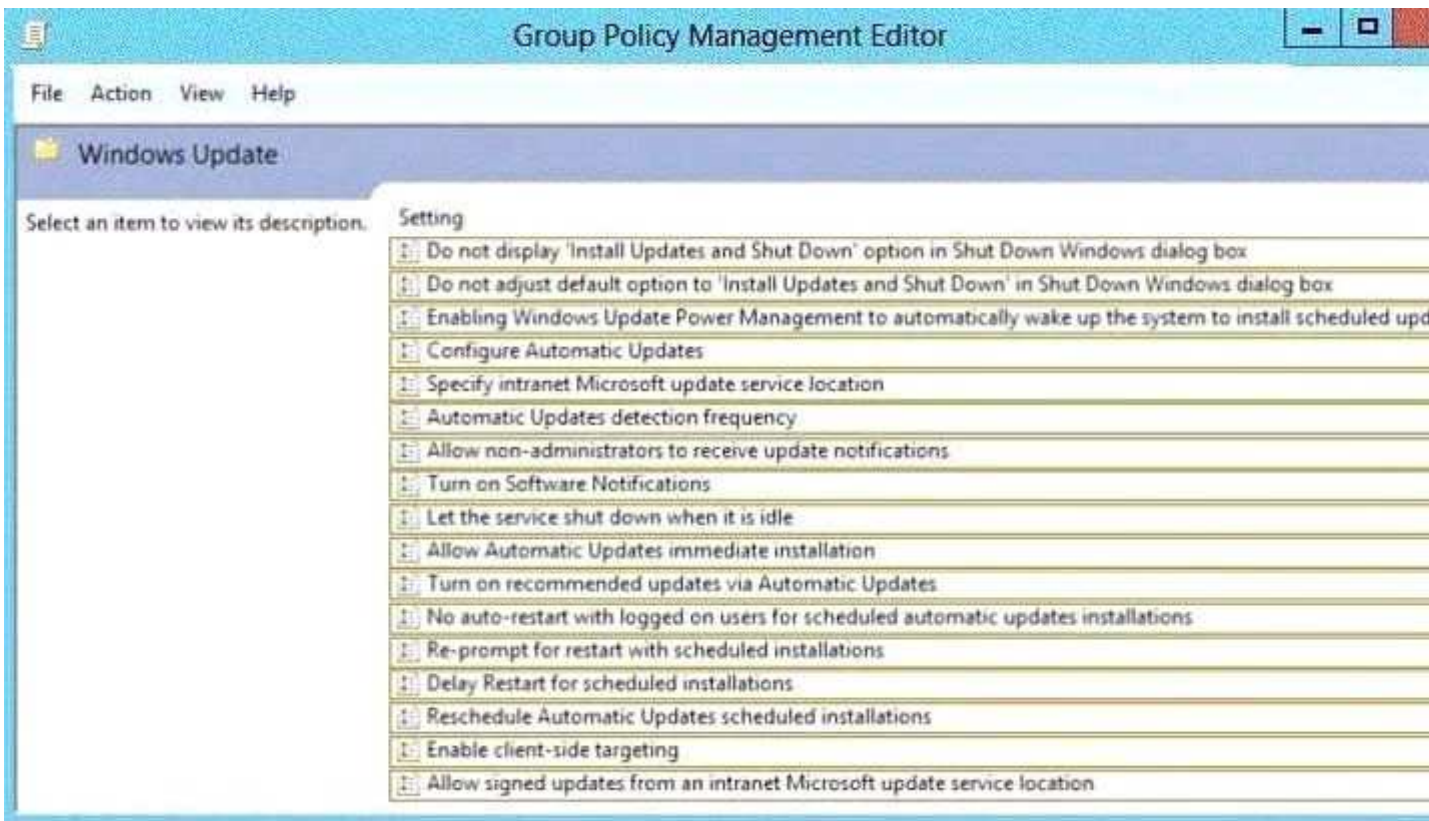 Group Policy Management Editor
File Action View Help
Windows Update
Select an item to view its description.
Setting
Do not display 'Install Updates and Shut Down' option in Shut Down Windows dialog box
Do not adjust default option to 'Install Updates and Shut Down' in Shut Down Windows dialog box
Enabling Windows Update Power Management to automatically wake up the system to install scheduled upd
Configure Automatic Updates
Specify intranet Microsoft update service location
Automatic Updates detection frequency
Allow non-administrators to receive update notifications
Turn on Software Notifications
Let the service shut down when it is idle
Allow Automatic Updates immediate installation
Turn on recommended updates via Automatic Updates
No auto-restart with logged on users for scheduled automatic updates installations
Re-prompt for restart with scheduled installations
Delay Restart for scheduled installations
Reschedule Automatic Updates scheduled installations
Enable client-side targeting
Allow signed updates from an intranet Microsoft update service location